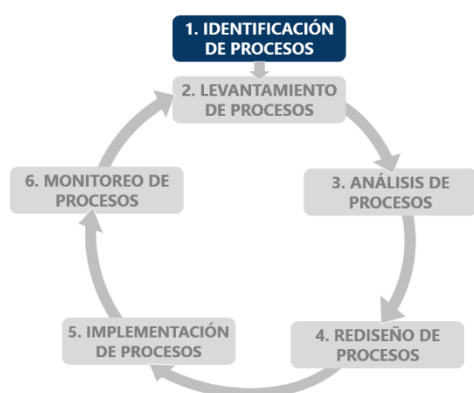 1. IDENTIFICACIÓN
DE PROCESOS
2. LEVANTAMIENTO
DE PROCESOS
3. ANÁLISIS DE
PROCESOS
4. REDISEÑO DE
PROCESOS
5. IMPLEMENTACIÓN
DE PROCESOS
6. MONITOREO DE
PROCESOS